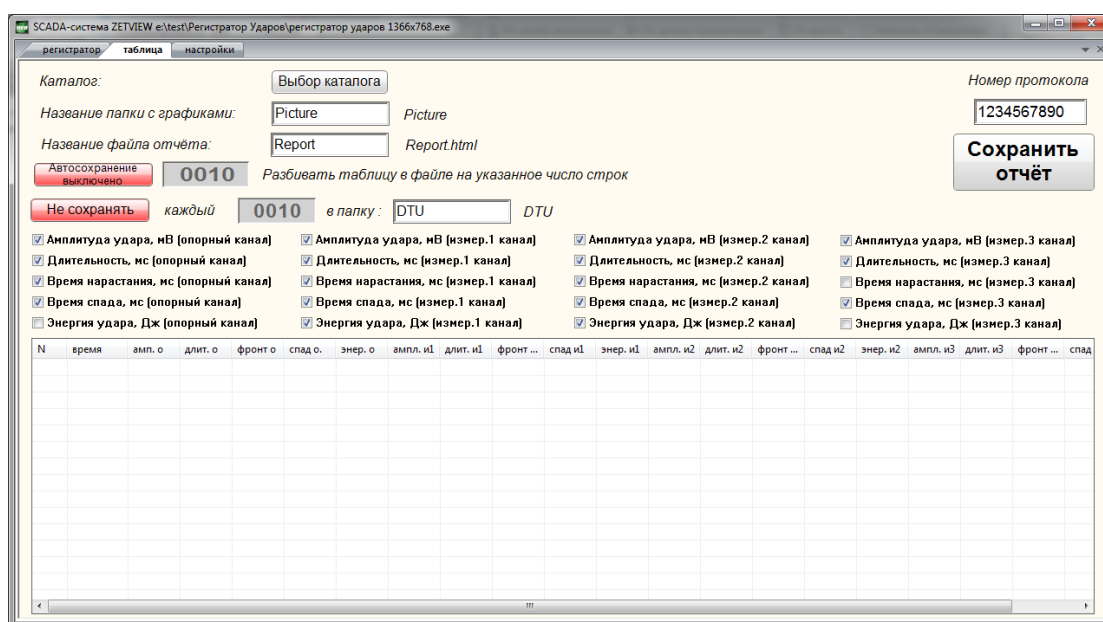 SCADA-система ZETVIEW e:\test\Регистратор Ударов\регистратор ударов 1366x768.exe
регистратор таблица настройки
Каталог: Выбор каталога Номер протокола
Название папки с графиками: Picture Picture 1234567890
Название файла отчёта: Report Report.html Сохранить отчёт
Автосохранение выключено 0010 Разбивать таблицу в файле на указанное число строк
Не сохранять каждый 0010 в папку : DTU DTU
Амплитуда удара, мВ (опорный канал) Амплитуда удара, мВ (измер.1 канал) Амплитуда удара, мВ (измер.2 канал) Амплитуда удара, мВ (измер.3 канал)
Длительность, мс (опорный канал) Длительность, мс (измер.1 канал) Длительность, мс (измер.2 канал) Длительность, мс (измер.3 канал)
Время нарастания, мс (опорный канал) Время нарастания, мс (измер.1 канал) Время нарастания, мс (измер.2 канал) Время нарастания, мс (измер.3 канал)
Время спада, мс (опорный канал) Время спада, мс (измер.1 канал) Время спада, мс (измер.2 канал) Время спада, мс (измер.3 канал)
Энергия удара, Дж (опорный канал) Энергия удара, Дж (измер.1 канал) Энергия удара, Дж (измер.2 канал) Энергия удара, Дж (измер.3 канал)
N время амп. о длит. о фронт о спад о. энер. о ампл. и1 длит. и1 фронт ... спад и1 энер. и1 ампл. и2 длит. и2 фронт ... спад и2 энер. и2 ампл. и3 длит. и3 фронт ... спад